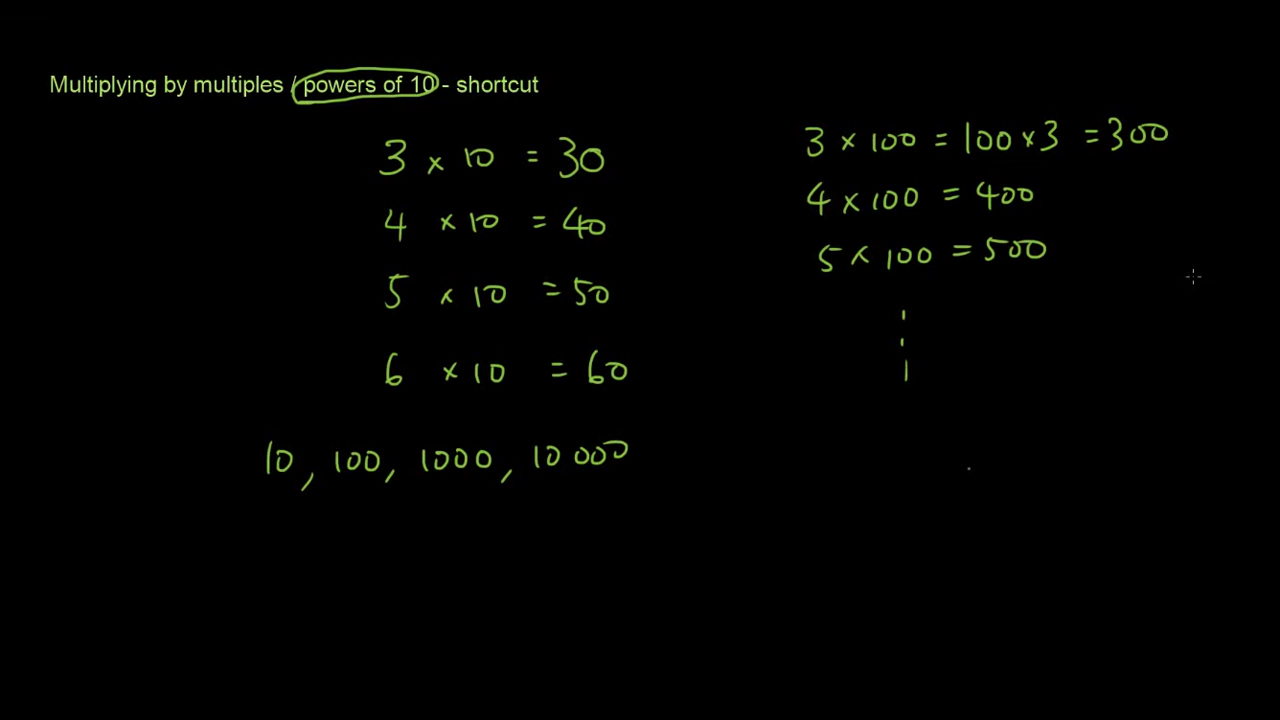 Multiplying by multiples / powers of 10 - shortcut
3 × 10 = 30
4 × 10 = 40
5 × 10 = 50
6 × 10 = 60
10, 100, 1000, 10 000
3 × 100 = 100 × 3 = 300
4 × 100 = 400
5 × 100 = 500